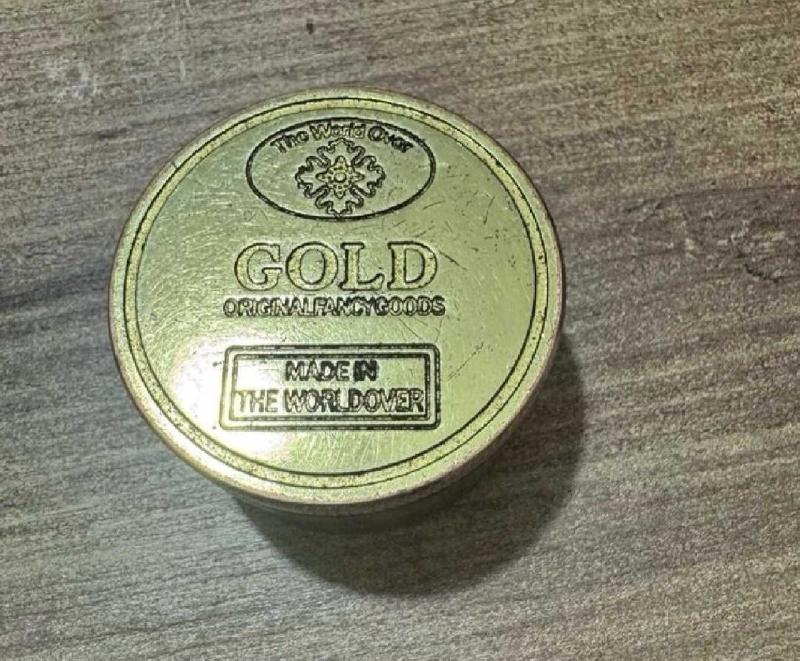 The World Over
GOLD
ORIGINALFANCYGOODS
MADE IN
THE WORLDOVER